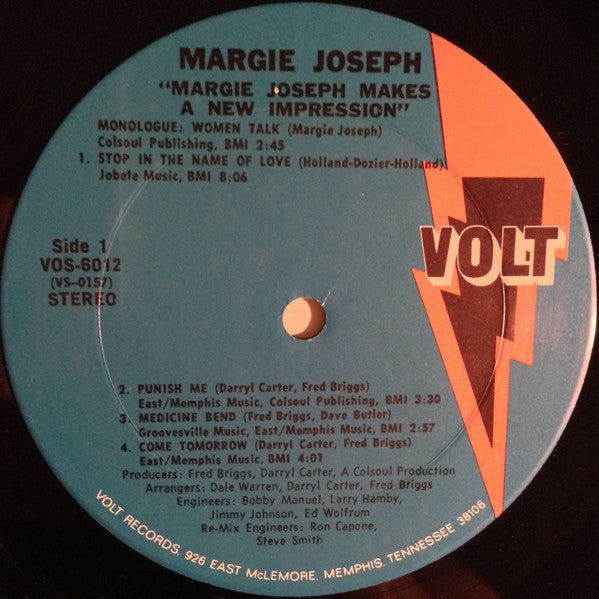 MARGIE JOSEPH
"MARGIE JOSEPH MAKES
A NEW IMPRESSION"
MONOLOGUE: WOMEN TALK (Margie Joseph)
Colsoul Publishing, BMI 2:45
1. STOP IN THE NAME OF LOVE (Holland-Dozier-Holland)
Jobete Music, BMI 8:06
Side 1
VOS-6012
(VS-0157)
STEREO
VOLT
2. PUNISH ME (Darryl Carter, Fred Briggs)
East/Memphis Music, Colsoul Publishing, BMI 3:30
3. MEDICINE BEND (Fred Briggs, Dave Butler)
Groovesville Music, East/Memphis Music, BMI 2:57
4. COME TOMORROW (Darryl Carter, Fred Briggs)
East/Memphis Music, BMI 4:01
Producers: Fred Briggs, Darryl Carter, A Colsoul Production
Arrangers: Dale Warren, Darryl Carter, Fred Briggs
Engineers: Bobby Manuel, Larry Hamby,
Jimmy Johnson, Ed Wolfrum
Re-Mix Engineers: Ron Capone,
Steve Smith
VOLT RECORDS, 926 EAST McLEMORE, MEMPHIS, TENNESSEE 38106